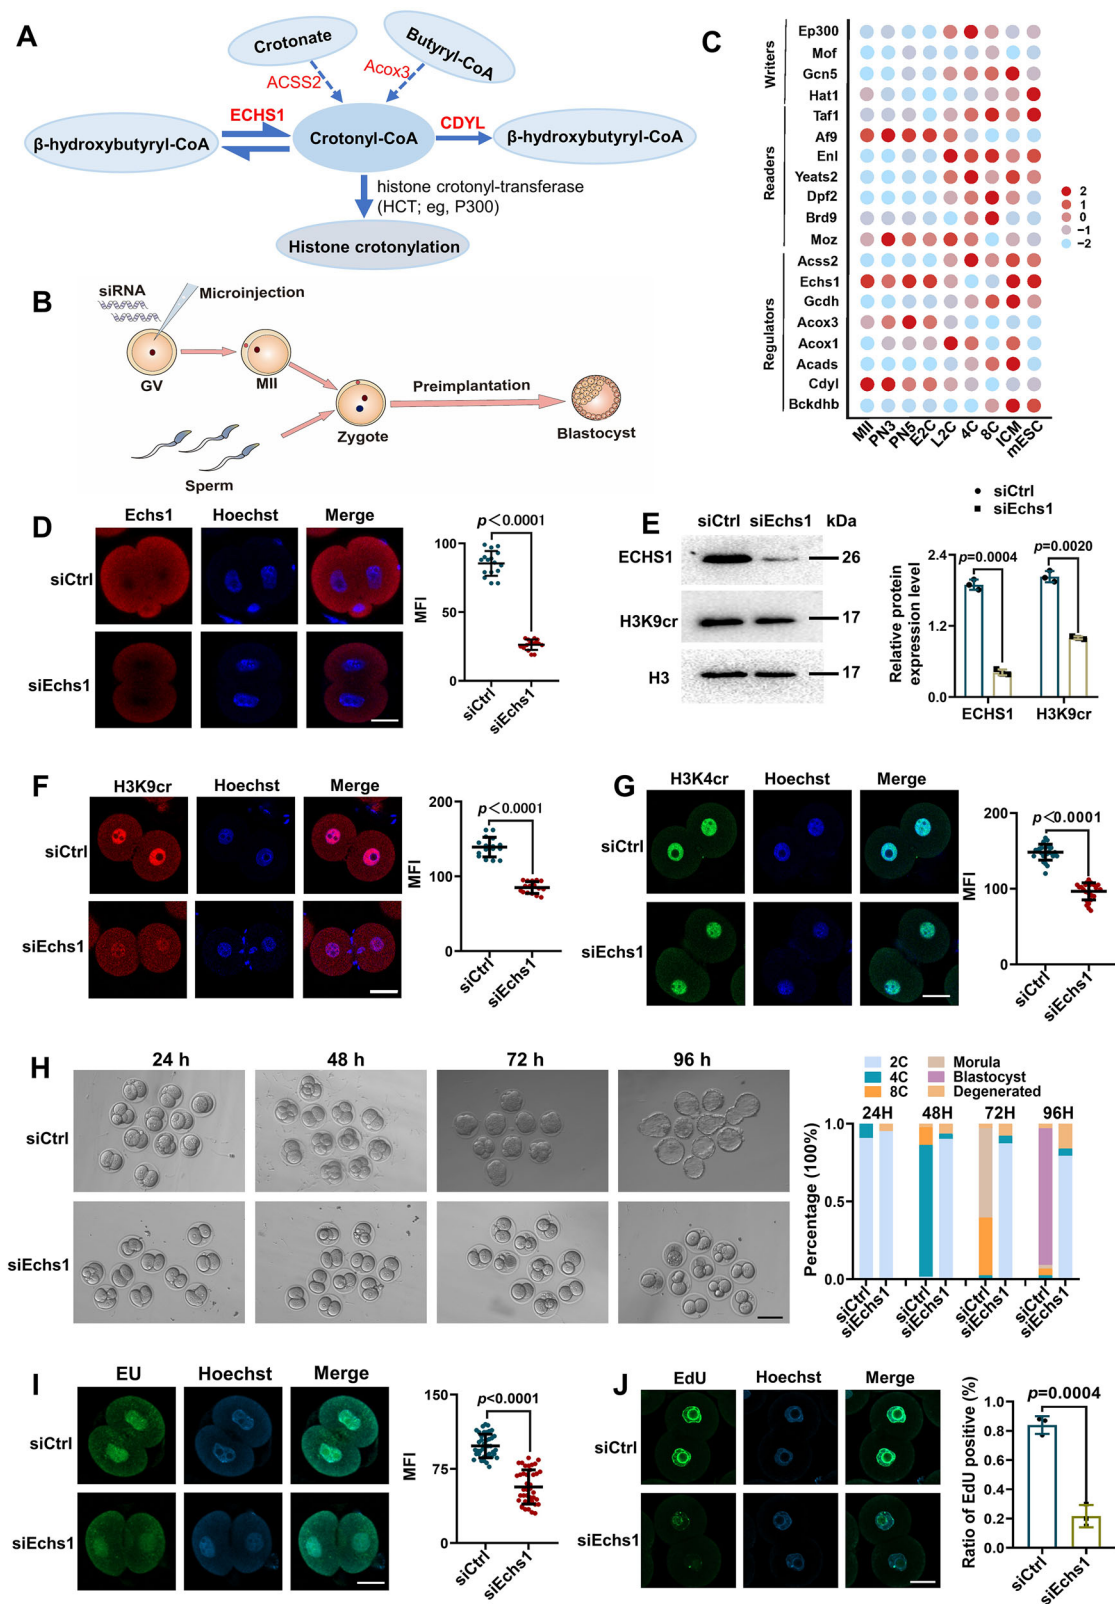 A
Crotonate
Butyryl-CoA
ACSS2
Acox3
ECHS1
CDYL
β-hydroxybutyryl-CoA
Crotonyl-CoA
β-hydroxybutyryl-CoA
histone crotonyl-transferase
(HCT; eg, P300)
Histone crotonylation
B
siRNA
Microinjection
GV
MII
Preimplantation
Zygote
Blastocyst
Sperm
C
Writers
Readers
Regulators
Ep300
Mof
Gcn5
Hat1
Taf1
Af9
Enl
Yeats2
Dpf2
Brd9
Moz
Acss2
Echs1
Gcdh
Acox3
Acox1
Acads
Cdyl
Bckdhb
MII PN3 PN5 E2C L2C 4C 8C ICM mESC
2
1
0
−1
−2
D
Echs1 Hoechst Merge
siCtrl
siEchs1
p<0.0001
MFI
100
50
0
siCtrl siEchs1
E
siCtrl siEchs1 kDa
ECHS1 26
H3K9cr 17
H3 17
siCtrl
siEchs1
p=0.0004 p=0.0020
Relative protein
expression level
2.4
1.2
0.0
ECHS1 H3K9cr
F
H3K9cr Hoechst Merge
siCtrl
siEchs1
p<0.0001
MFI
200
100
0
siCtrl siEchs1
G
H3K4cr Hoechst Merge
siCtrl
siEchs1
p<0.0001
MFI
200
100
0
siCtrl siEchs1
H
24 h 48 h 72 h 96 h
siCtrl
siEchs1
2C Morula
4C Blastocyst
8C Degenerated
24H 48H 72H 96H
Percentage (100%)
1.0
0.5
0.0
siCtrl siEchs1 siCtrl siEchs1 siCtrl siEchs1 siCtrl siEchs1
I
EU Hoechst Merge
siCtrl
siEchs1
p<0.0001
MFI
150
75
0
siCtrl siEchs1
J
EdU Hoechst Merge
siCtrl
siEchs1
p=0.0004
Ratio of EdU positive (%)
1.0
0.8
0.6
0.4
0.2
0.0
siCtrl siEchs1